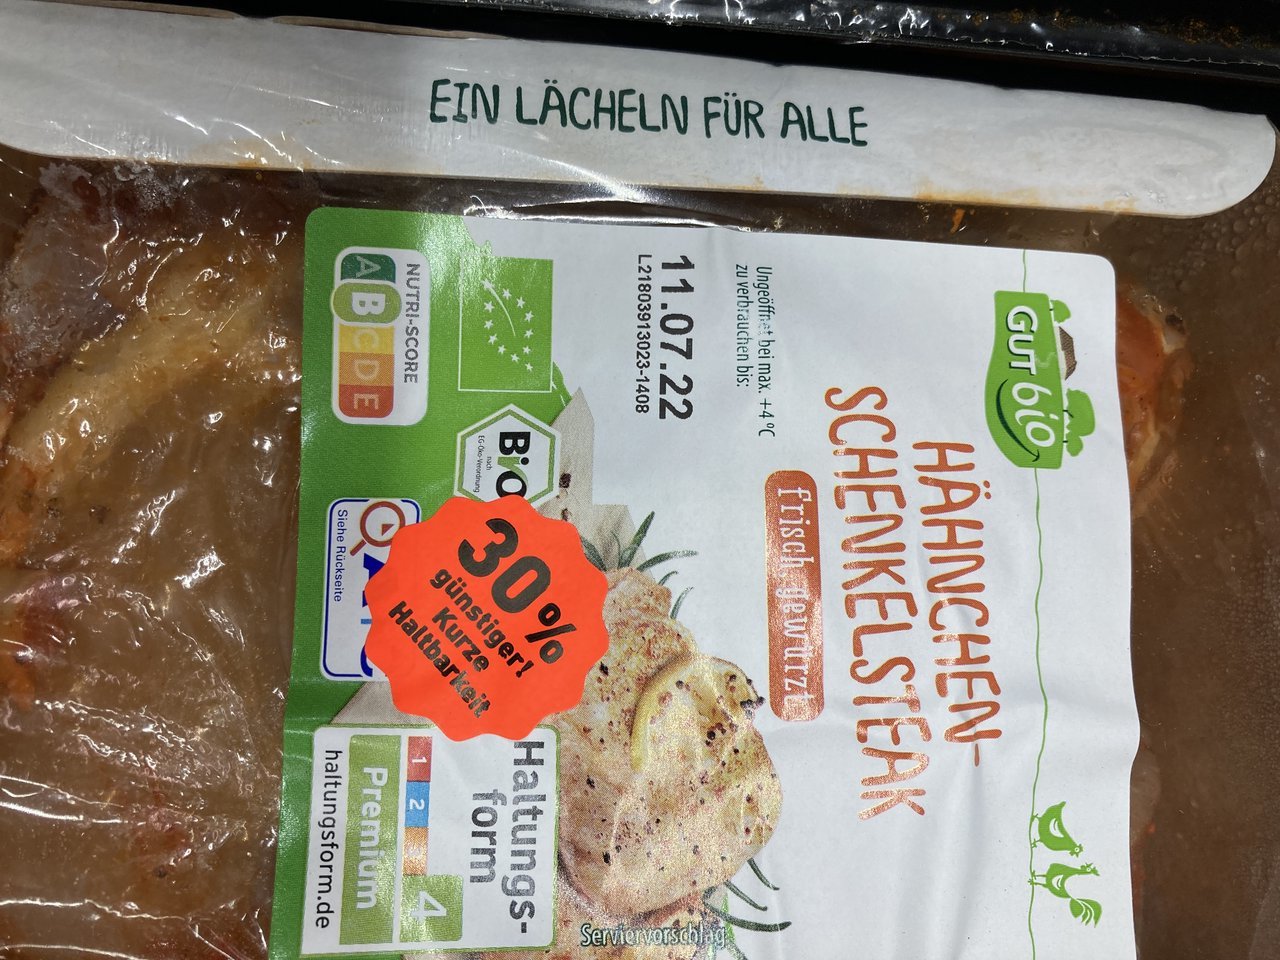 EIN LÄCHELN FÜR ALLE
GUT bio
HÄHNCHEN-
SCHENKELSTEAK
frisch gewürzt
Ungeöffnet bei max. +4 °C
zu verbrauchen bis:
11.07.22
L21803913023-1408
NUTRI-SCORE
A B C D E
Bio
nach
EG-Öko-Verordnung
Siehe Rückseite
30%
günstiger!
Kurze
Haltbarkeit
Haltungs-
form
1 2 4
Premium
haltungsform.de
Serviervorschlag